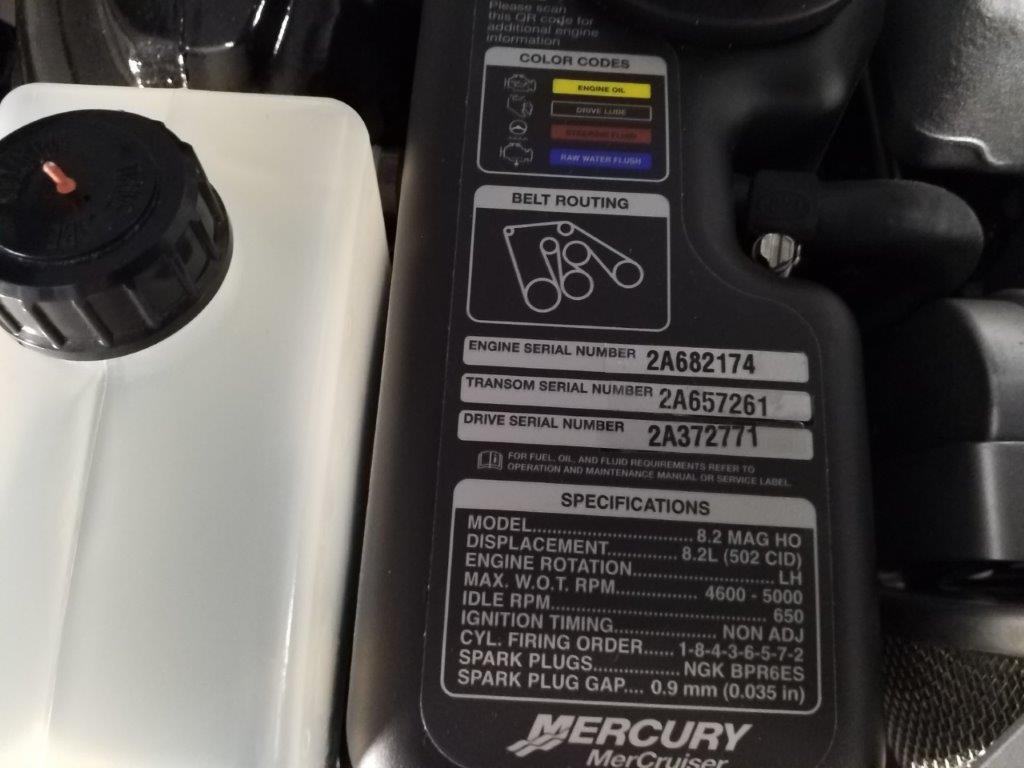 Please scan
this QR code for
additional engine
information
COLOR CODES
ENGINE OIL
DRIVE LUBE
STEERING FLUID
RAW WATER FLUSH
BELT ROUTING
ENGINE SERIAL NUMBER 2A682174
TRANSOM SERIAL NUMBER 2A657261
DRIVE SERIAL NUMBER 2A372771
FOR FUEL, OIL, AND FLUID REQUIREMENTS REFER TO
OPERATION AND MAINTENANCE MANUAL OR SERVICE LABEL.
SPECIFICATIONS
MODEL................................8.2 MAG HO
DISPLACEMENT..............8.2L (502 CID)
ENGINE ROTATION.............................LH
MAX. W.O.T. RPM................ 4600 - 5000
IDLE RPM........................................... 650
IGNITION TIMING.....................NON ADJ
CYL. FIRING ORDER...... 1-8-4-3-6-5-7-2
SPARK PLUGS.................NGK BPR6ES
SPARK PLUG GAP.... 0.9 mm (0.035 in)
MERCURY
MerCruiser